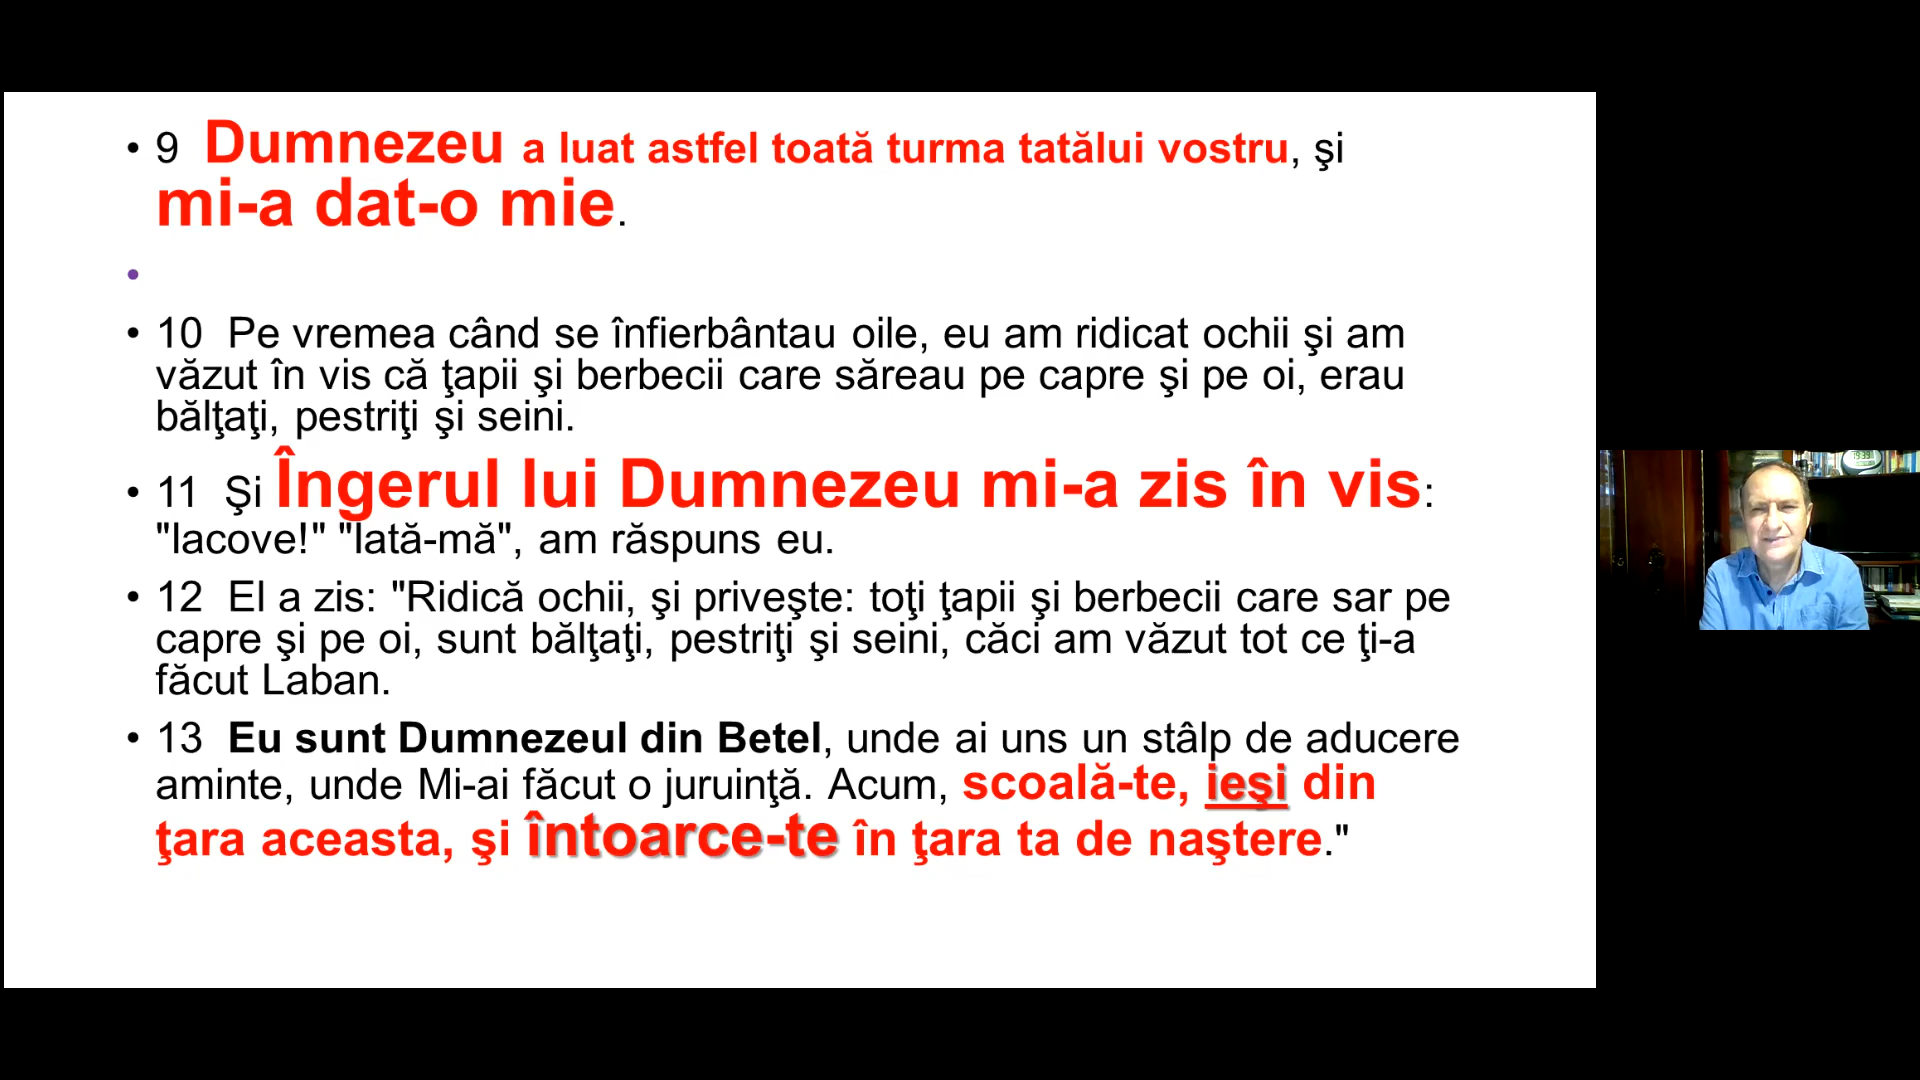 • 9 Dumnezeu a luat astfel toată turma tatălui vostru, şi
mi-a dat-o mie.
•
• 10 Pe vremea când se înfierbântau oile, eu am ridicat ochii şi am
văzut în vis că ţapii şi berbecii care săreau pe capre şi pe oi, erau
bălţaţi, pestriţi şi seini.
• 11 Şi Îngerul lui Dumnezeu mi-a zis în vis:
"Iacove!" "Iată-mă", am răspuns eu.
• 12 El a zis: "Ridică ochii, şi priveşte: toţi ţapii şi berbecii care sar pe
capre şi pe oi, sunt bălţaţi, pestriţi şi seini, căci am văzut tot ce ţi-a
făcut Laban.
• 13 Eu sunt Dumnezeul din Betel, unde ai uns un stâlp de aducere
aminte, unde Mi-ai făcut o juruinţă. Acum, scoală-te, ieşi din
ţara aceasta, şi întoarce-te în ţara ta de naştere."